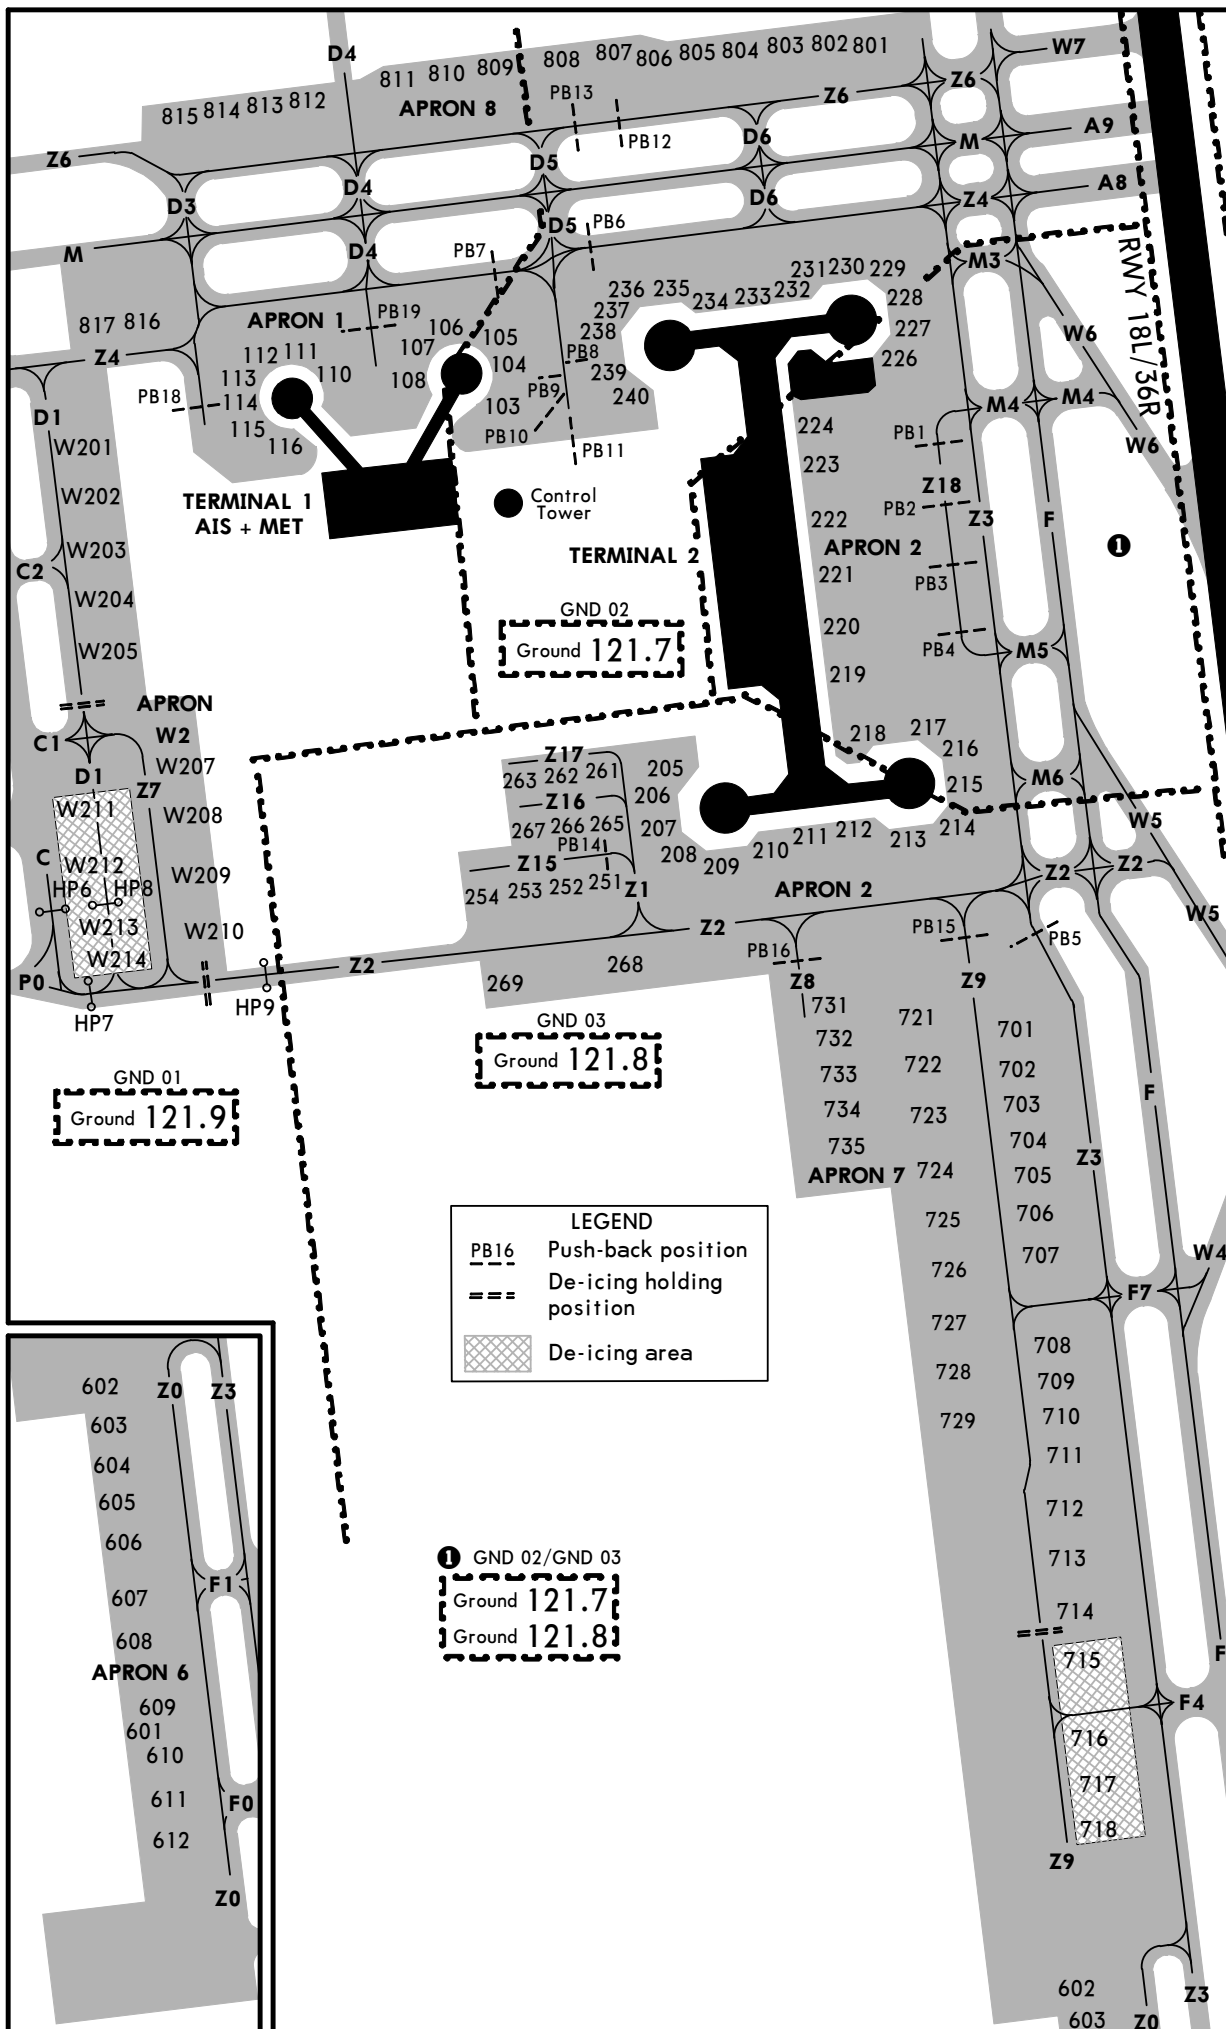 D4
811 810 809 808 807 806 805 804 803 802 801
W7
815 814 813 812
APRON 8
PB13
PB12
Z6
Z6
A9
Z6
D5
D6
M
D4
A8
D3
D6
Z4
M
D4
D5
PB6
PB7
M3
RWY 18L/36R
236 235 234 233 232 231 230 229
228
237
227
238
226
817 816
APRON 1
PB19
106
105
107
104
108
103
112 111
110
113
114
115
116
Z4
PB18
PB8
239
PB9
240
PB10
PB11
W6
M4
M4
W6
D1
W201
W202
W203
C2
W204
W205
TERMINAL 1
AIS + MET
Control
Tower
TERMINAL 2
224
223
222
APRON 2
221
220
219
PB1
Z18
PB2
Z3
F
PB3
PB4
M5
1
GND 02
Ground 121.7
APRON
W2
C1
D1
W207
Z7
W211
W208
C
W212
HP6
HP8
W209
W213
W210
W214
P0
HP7
HP9
Z2
Z17
263 262 261
205
Z16
206
267 266 265
207
PB14
208
Z15
209
254 253 252 251
Z1
210
211
212
213
214
215
216
217
218
M6
W5
APRON 2
Z2
Z2
Z2
W5
PB15
PB5
PB16
268
269
Z8
Z9
GND 03
Ground 121.8
GND 01
Ground 121.9
731
732
733
734
735
APRON 7
721
722
723
724
725
726
727
728
729
701
702
703
704
705
706
707
F
Z3
W4
F7
LEGEND
PB16 Push-back position
De-icing holding
position
De-icing area
708
709
710
711
712
713
714
715
F
F4
716
717
718
Z9
1 GND 02/GND 03
Ground 121.7
Ground 121.8
602
603
Z0
Z3
602
Z0
Z3
603
604
605
606
F1
607
608
APRON 6
609
601
610
611
F0
612
Z0